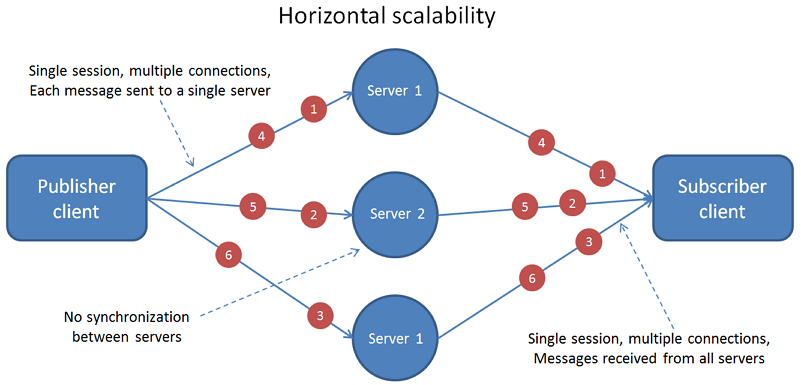 Horizontal scalability
Single session, multiple connections,
Each message sent to a single server
Server 1
1
4
4
1
Publisher
client
5
2
Server 2
5
2
Subscriber
client
6
3
3
6
No synchronization
between servers
Server 1
Single session, multiple connections,
Messages received from all servers